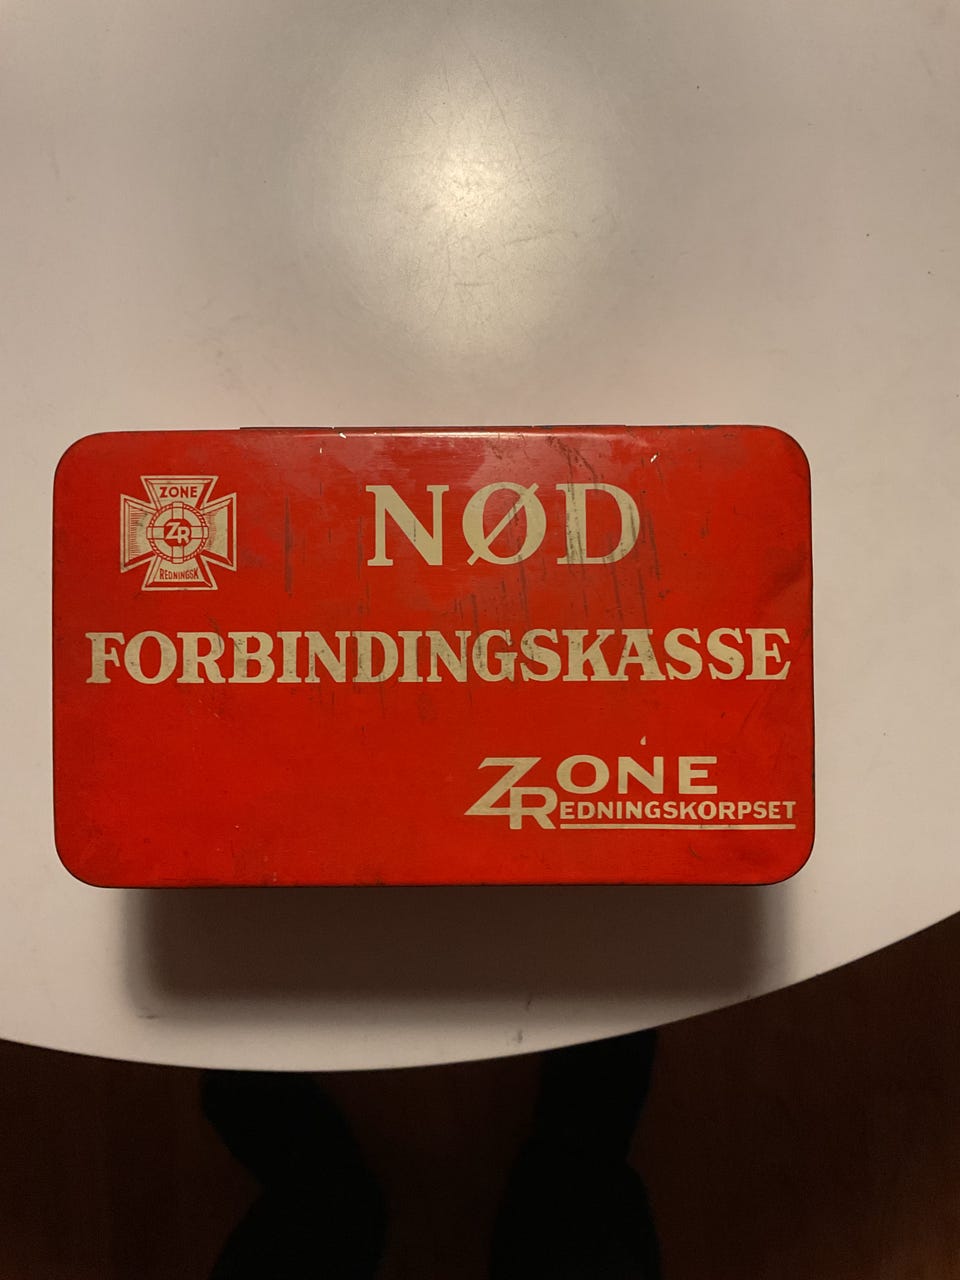 ZONE
ZR
REDNINGSK
NØD
FORBINDINGSKASSE
ZONE
REDNINGSKORPSET